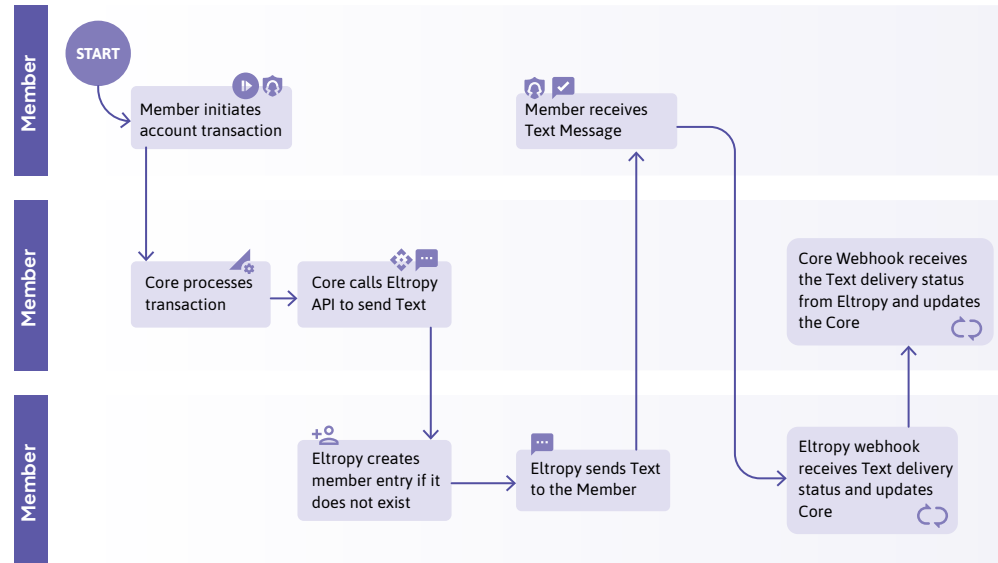 Member
START
Member initiates
account transaction
Member receives
Text Message
Member
Core processes
transaction
Core calls Eltropy
API to send Text
Core Webhook receives
the Text delivery status
from Eltropy and updates
the Core
Member
Eltropy creates
member entry if it
does not exist
Eltropy sends Text
to the Member
Eltropy webhook
receives Text delivery
status and updates
Core